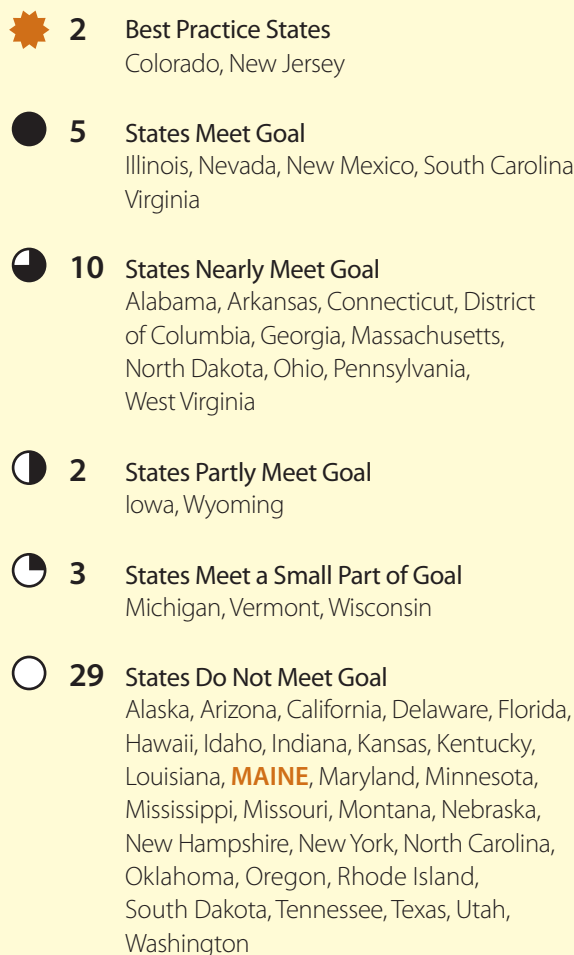 2 Best Practice States
Colorado, New Jersey
5 States Meet Goal
Illinois, Nevada, New Mexico, South Carolina
Virginia
10 States Nearly Meet Goal
Alabama, Arkansas, Connecticut, District
of Columbia, Georgia, Massachusetts,
North Dakota, Ohio, Pennsylvania,
West Virginia
2 States Partly Meet Goal
Iowa, Wyoming
3 States Meet a Small Part of Goal
Michigan, Vermont, Wisconsin
29 States Do Not Meet Goal
Alaska, Arizona, California, Delaware, Florida,
Hawaii, Idaho, Indiana, Kansas, Kentucky,
Louisiana, MAINE, Maryland, Minnesota,
Mississippi, Missouri, Montana, Nebraska,
New Hampshire, New York, North Carolina,
Oklahoma, Oregon, Rhode Island,
South Dakota, Tennessee, Texas, Utah,
Washington